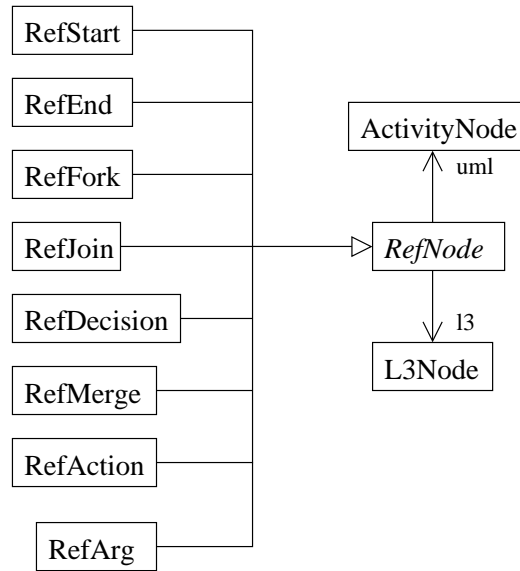 RefStart
RefEnd
RefFork
RefJoin
RefDecision
RefMerge
RefAction
RefArg
ActivityNode
uml
RefNode
l3
L3Node